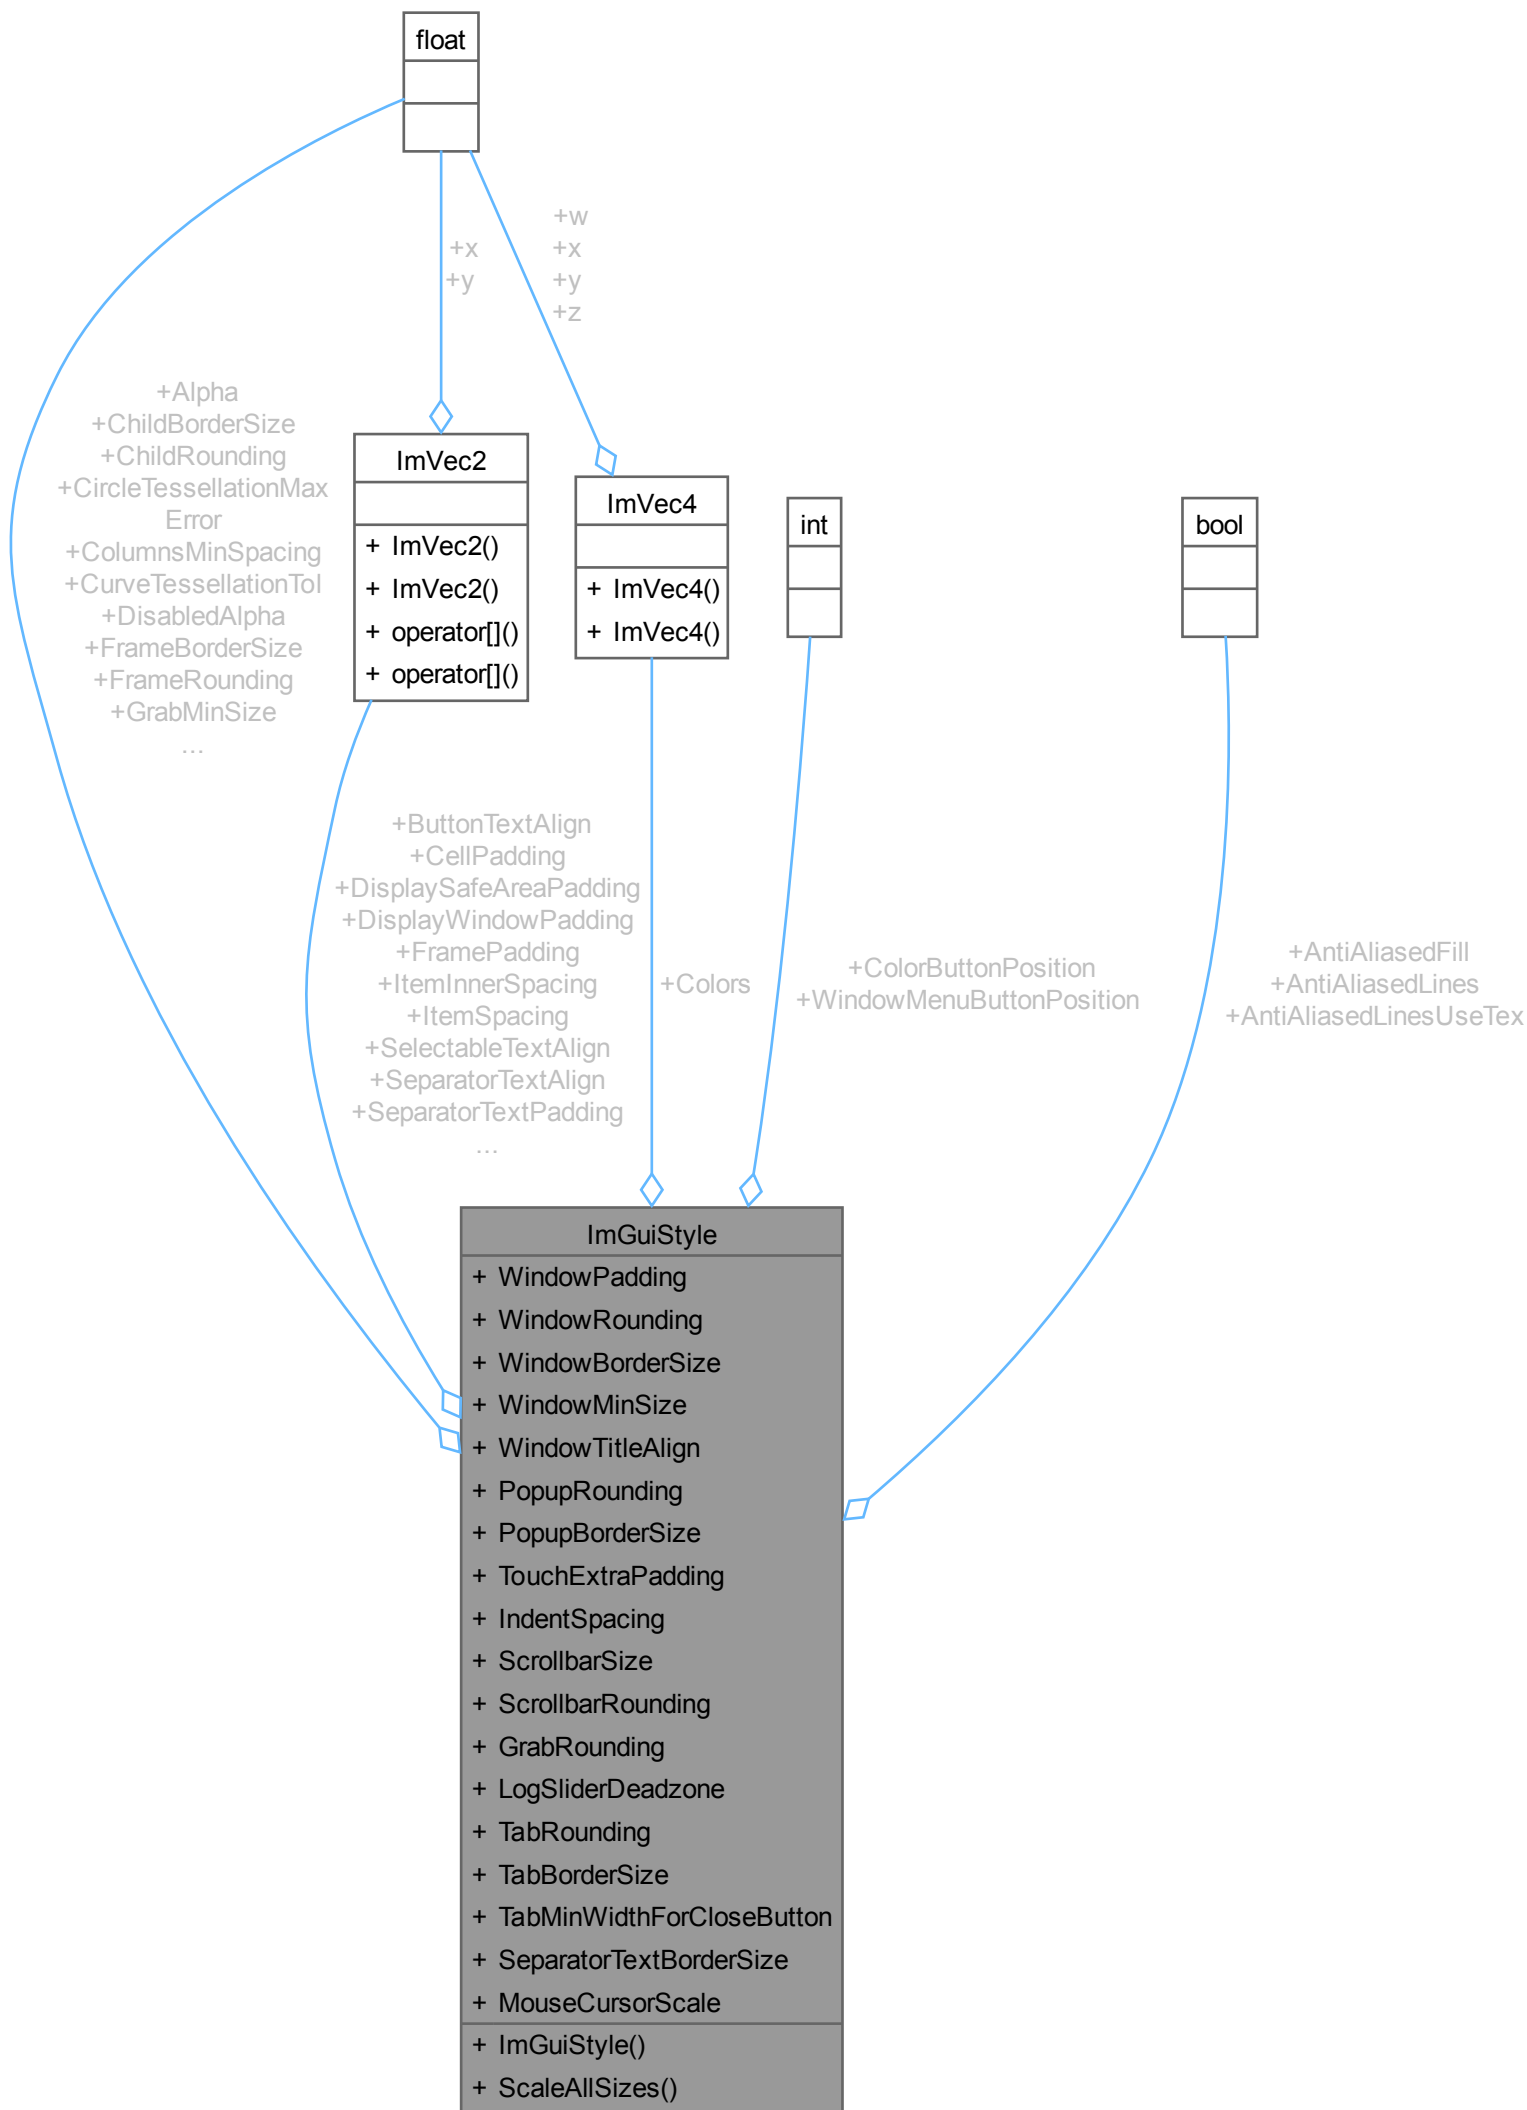 float
+x
+y
+w
+x
+y
+z
+Alpha
+ChildBorderSize
+ChildRounding
+CircleTessellationMax
Error
+ColumnsMinSpacing
+CurveTessellationTol
+DisabledAlpha
+FrameBorderSize
+FrameRounding
+GrabMinSize
...
ImVec2
+ ImVec2()
+ ImVec2()
+ operator[]()
+ operator[]()
ImVec4
+ ImVec4()
+ ImVec4()
int
bool
+ButtonTextAlign
+CellPadding
+DisplaySafeAreaPadding
+DisplayWindowPadding
+FramePadding
+ItemInnerSpacing
+ItemSpacing
+SelectableTextAlign
+SeparatorTextAlign
+SeparatorTextPadding
...
+Colors
+ColorButtonPosition
+WindowMenuButtonPosition
+AntiAliasedFill
+AntiAliasedLines
+AntiAliasedLinesUseTex
ImGuiStyle
+ WindowPadding
+ WindowRounding
+ WindowBorderSize
+ WindowMinSize
+ WindowTitleAlign
+ PopupRounding
+ PopupBorderSize
+ TouchExtraPadding
+ IndentSpacing
+ ScrollbarSize
+ ScrollbarRounding
+ GrabRounding
+ LogSliderDeadzone
+ TabRounding
+ TabBorderSize
+ TabMinWidthForCloseButton
+ SeparatorTextBorderSize
+ MouseCursorScale
+ ImGuiStyle()
+ ScaleAllSizes()